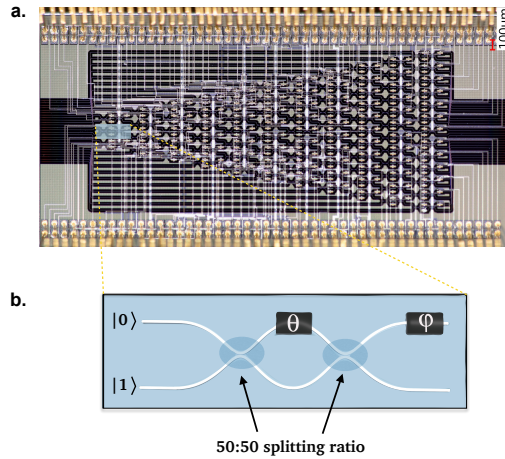 a.
100µm
b.
|0⟩
θ
φ
|1⟩
50:50 splitting ratio